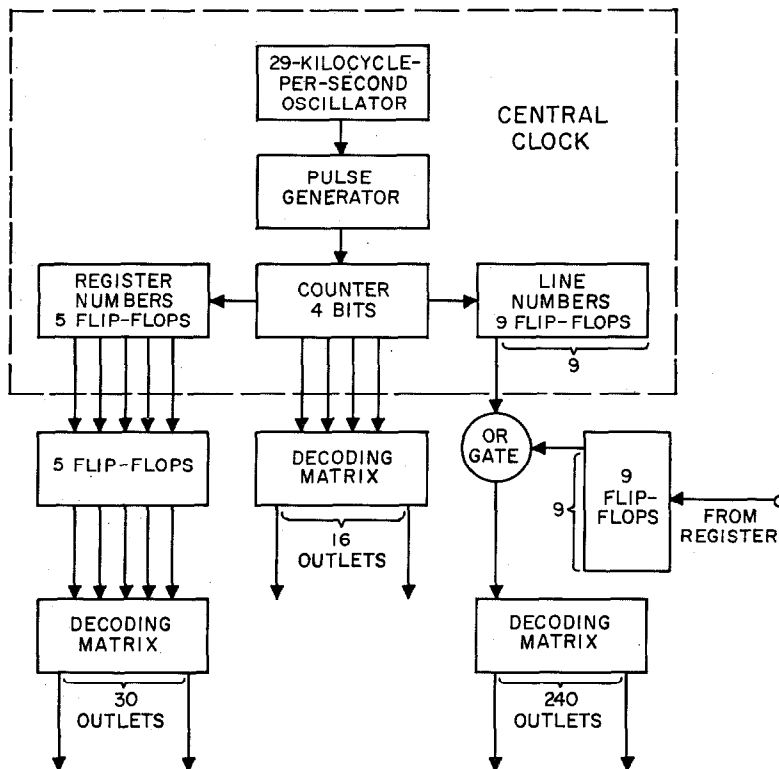 29-KILOCYCLE-
PER-SECOND
OSCILLATOR
CENTRAL
CLOCK
PULSE
GENERATOR
REGISTER
NUMBERS
5 FLIP-FLOPS
COUNTER
4 BITS
LINE
NUMBERS
9 FLIP-FLOPS
9
5 FLIP-FLOPS
DECODING
MATRIX
16
OUTLETS
OR
GATE
9
9
FLIP-
FLOPS
FROM
REGISTER
DECODING
MATRIX
30
OUTLETS
DECODING
MATRIX
240
OUTLETS